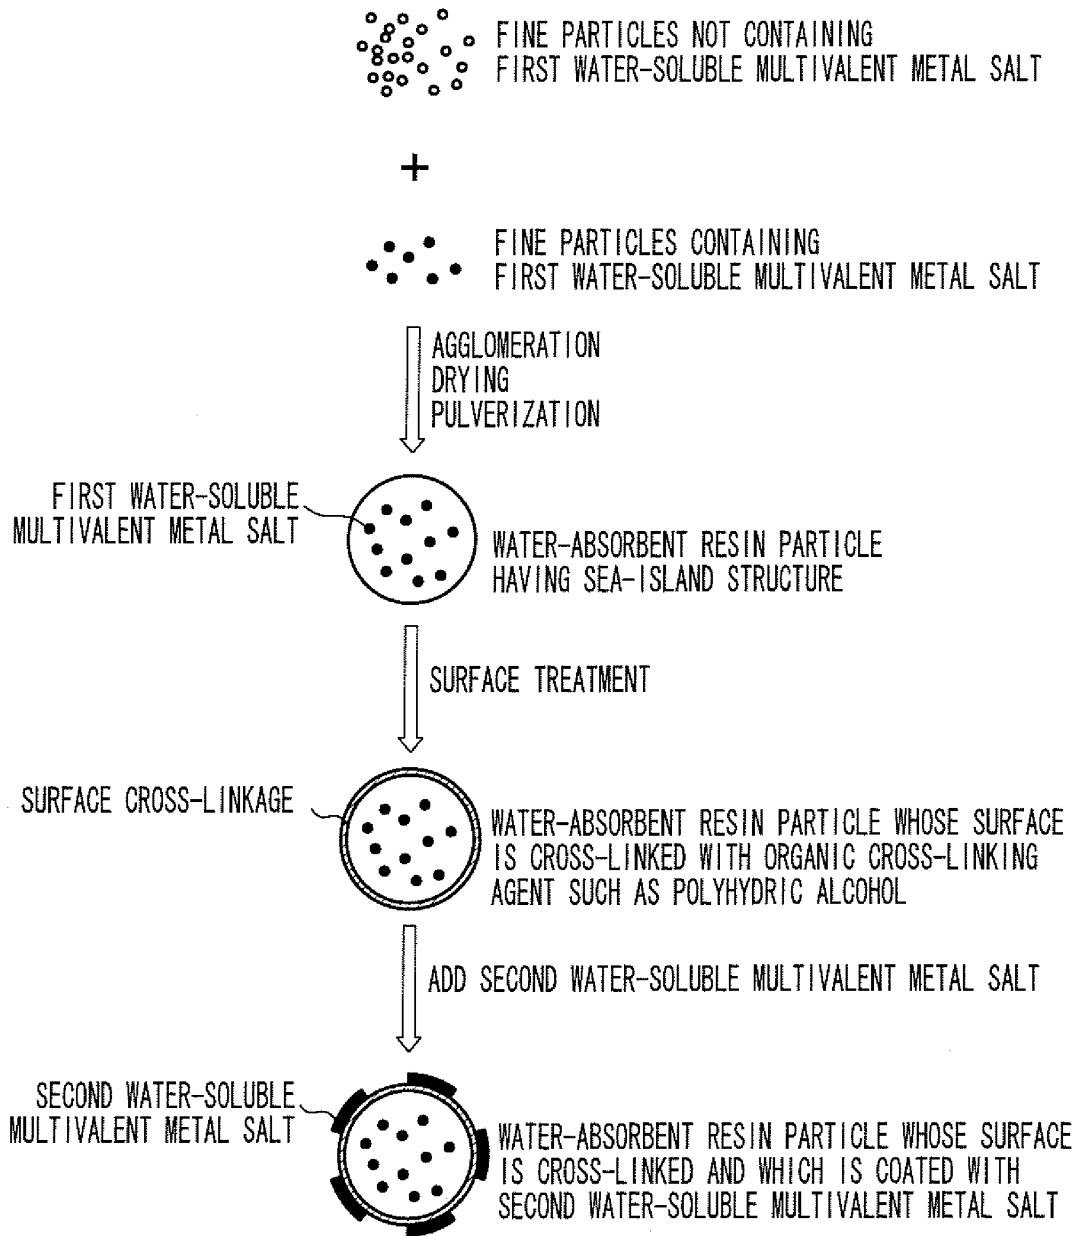 FINE PARTICLES NOT CONTAINING
FIRST WATER-SOLUBLE MULTIVALENT METAL SALT
+
FINE PARTICLES CONTAINING
FIRST WATER-SOLUBLE MULTIVALENT METAL SALT
AGGLOMERATION
DRYING
PULVERIZATION
FIRST WATER-SOLUBLE
MULTIVALENT METAL SALT
WATER-ABSORBENT RESIN PARTICLE
HAVING SEA-ISLAND STRUCTURE
SURFACE TREATMENT
SURFACE CROSS-LINKAGE
WATER-ABSORBENT RESIN PARTICLE WHOSE SURFACE
IS CROSS-LINKED WITH ORGANIC CROSS-LINKING
AGENT SUCH AS POLYHYDRIC ALCOHOL
ADD SECOND WATER-SOLUBLE MULTIVALENT METAL SALT
SECOND WATER-SOLUBLE
MULTIVALENT METAL SALT
WATER-ABSORBENT RESIN PARTICLE WHOSE SURFACE
IS CROSS-LINKED AND WHICH IS COATED WITH
SECOND WATER-SOLUBLE MULTIVALENT METAL SALT